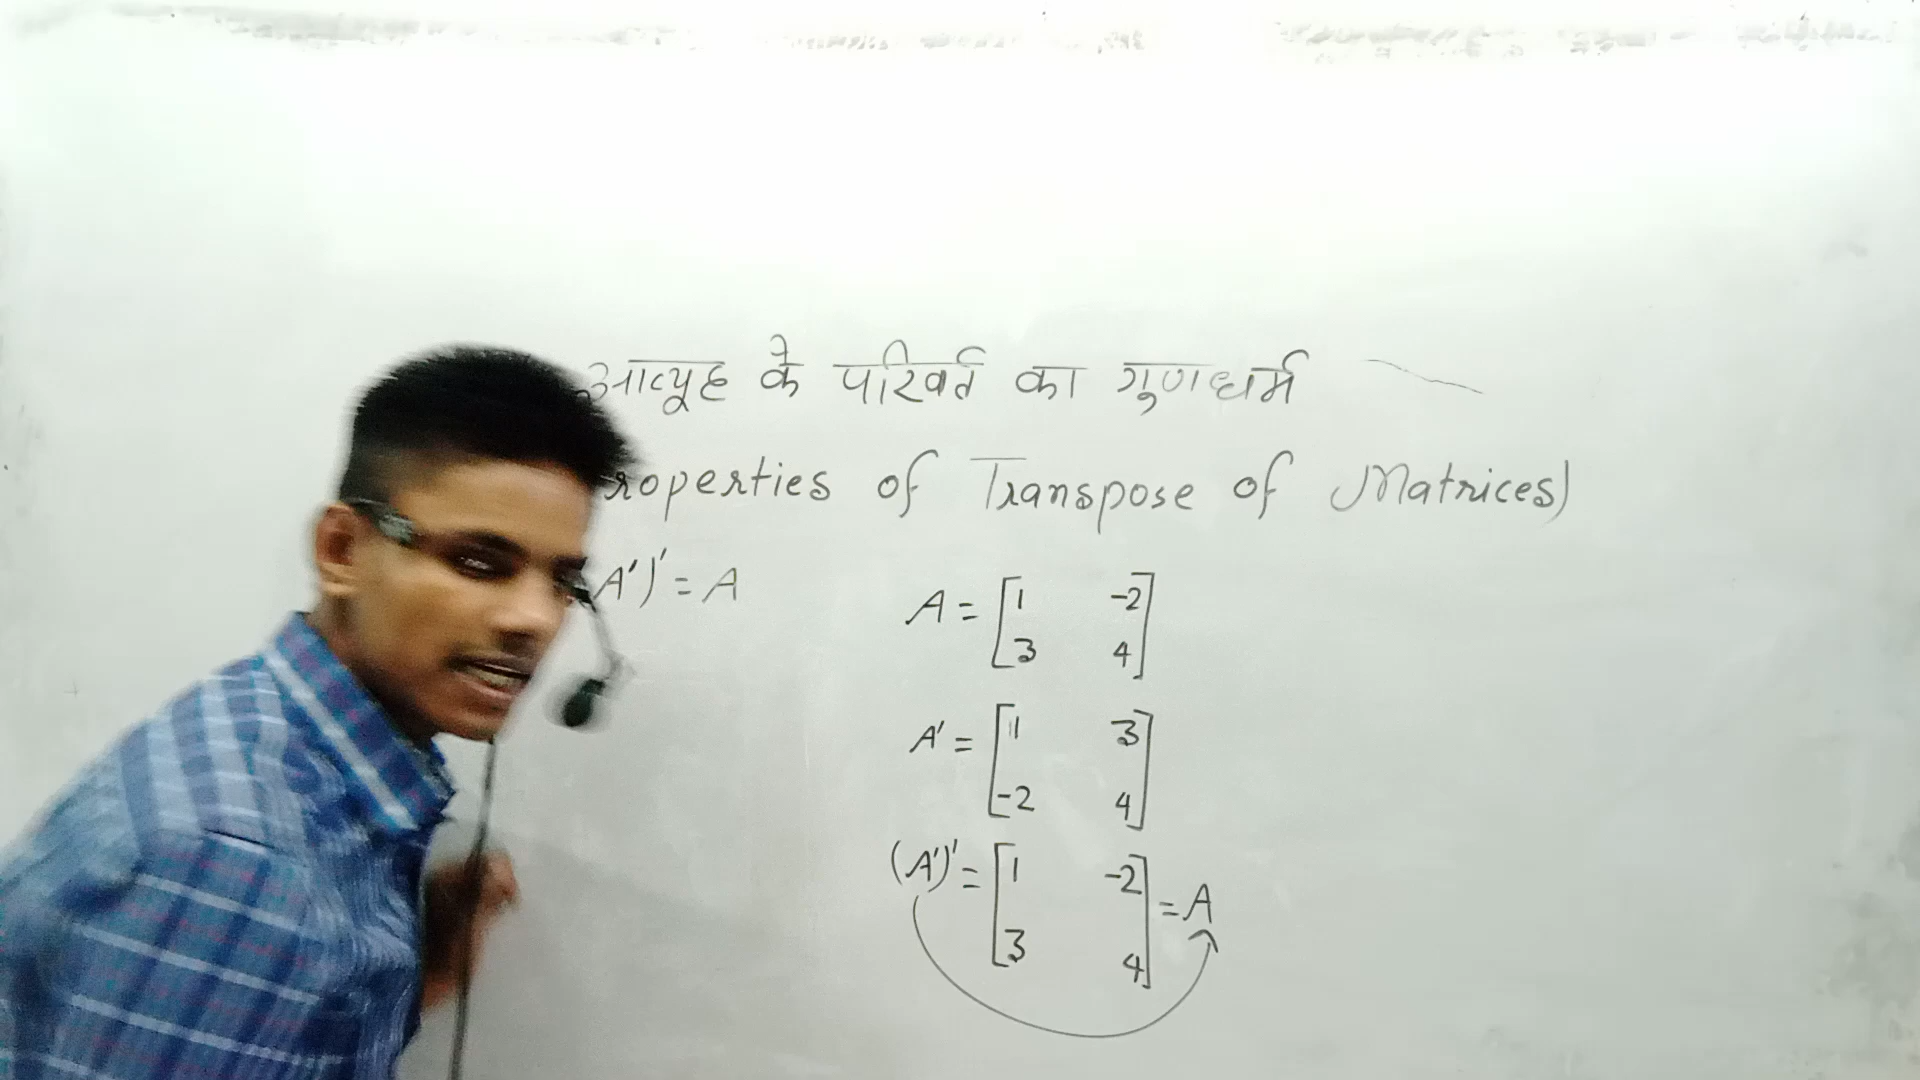 आव्यूह के परिवर्त का गुणधर्म
roperties of Transpose of Matrices)
A')' = A
A = [1 -2
3 4]
A' = [1 3
-2 4]
(A')' = [1 -2
3 4] = A